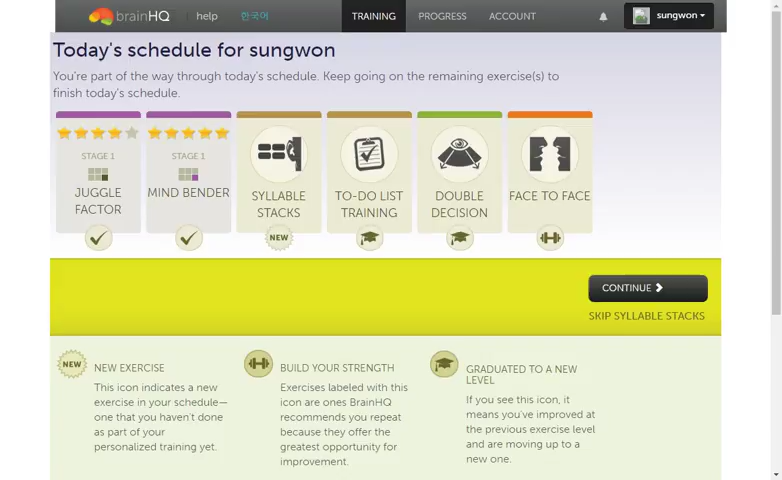 brainHQ help 한국어 TRAINING PROGRESS ACCOUNT sungwon
Today's schedule for sungwon
You're part of the way through today's schedule. Keep going on the remaining exercise(s) to
finish today's schedule.
STAGE 1
JUGGLE
FACTOR
STAGE 1
MIND BENDER
SYLLABLE
STACKS
NEW
TO-DO LIST
TRAINING
DOUBLE
DECISION
FACE TO FACE
CONTINUE
SKIP SYLLABLE STACKS
NEW
NEW EXERCISE
This icon indicates a new
exercise in your schedule—
one that you haven't done
as part of your
personalized training yet.
BUILD YOUR STRENGTH
Exercises labeled with this
icon are ones BrainHQ
recommends you repeat
because they offer the
greatest opportunity for
improvement.
GRADUATED TO A NEW
LEVEL
If you see this icon, it
means you've improved at
the previous exercise level
and are moving up to a
new one.